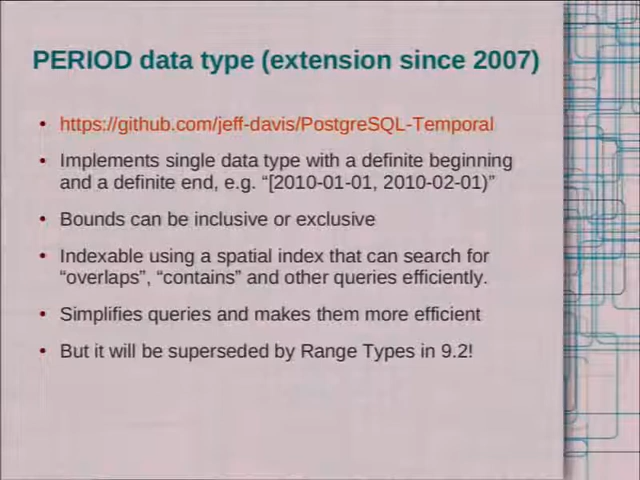 PERIOD data type (extension since 2007)
• https://github.com/jeff-davis/PostgreSQL-Temporal
• Implements single data type with a definite beginning
and a definite end, e.g. “[2010-01-01, 2010-02-01)”
• Bounds can be inclusive or exclusive
• Indexable using a spatial index that can search for
“overlaps”, “contains” and other queries efficiently.
• Simplifies queries and makes them more efficient
• But it will be superseded by Range Types in 9.2!